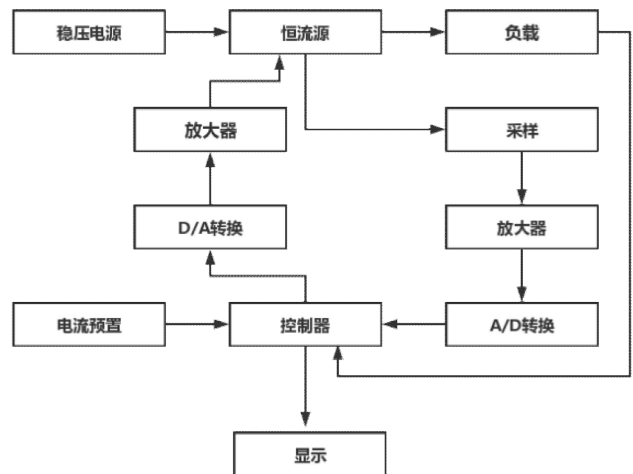 稳压电源
恒流源
负载
放大器
采样
D/A转换
放大器
电流预置
控制器
A/D转换
显示